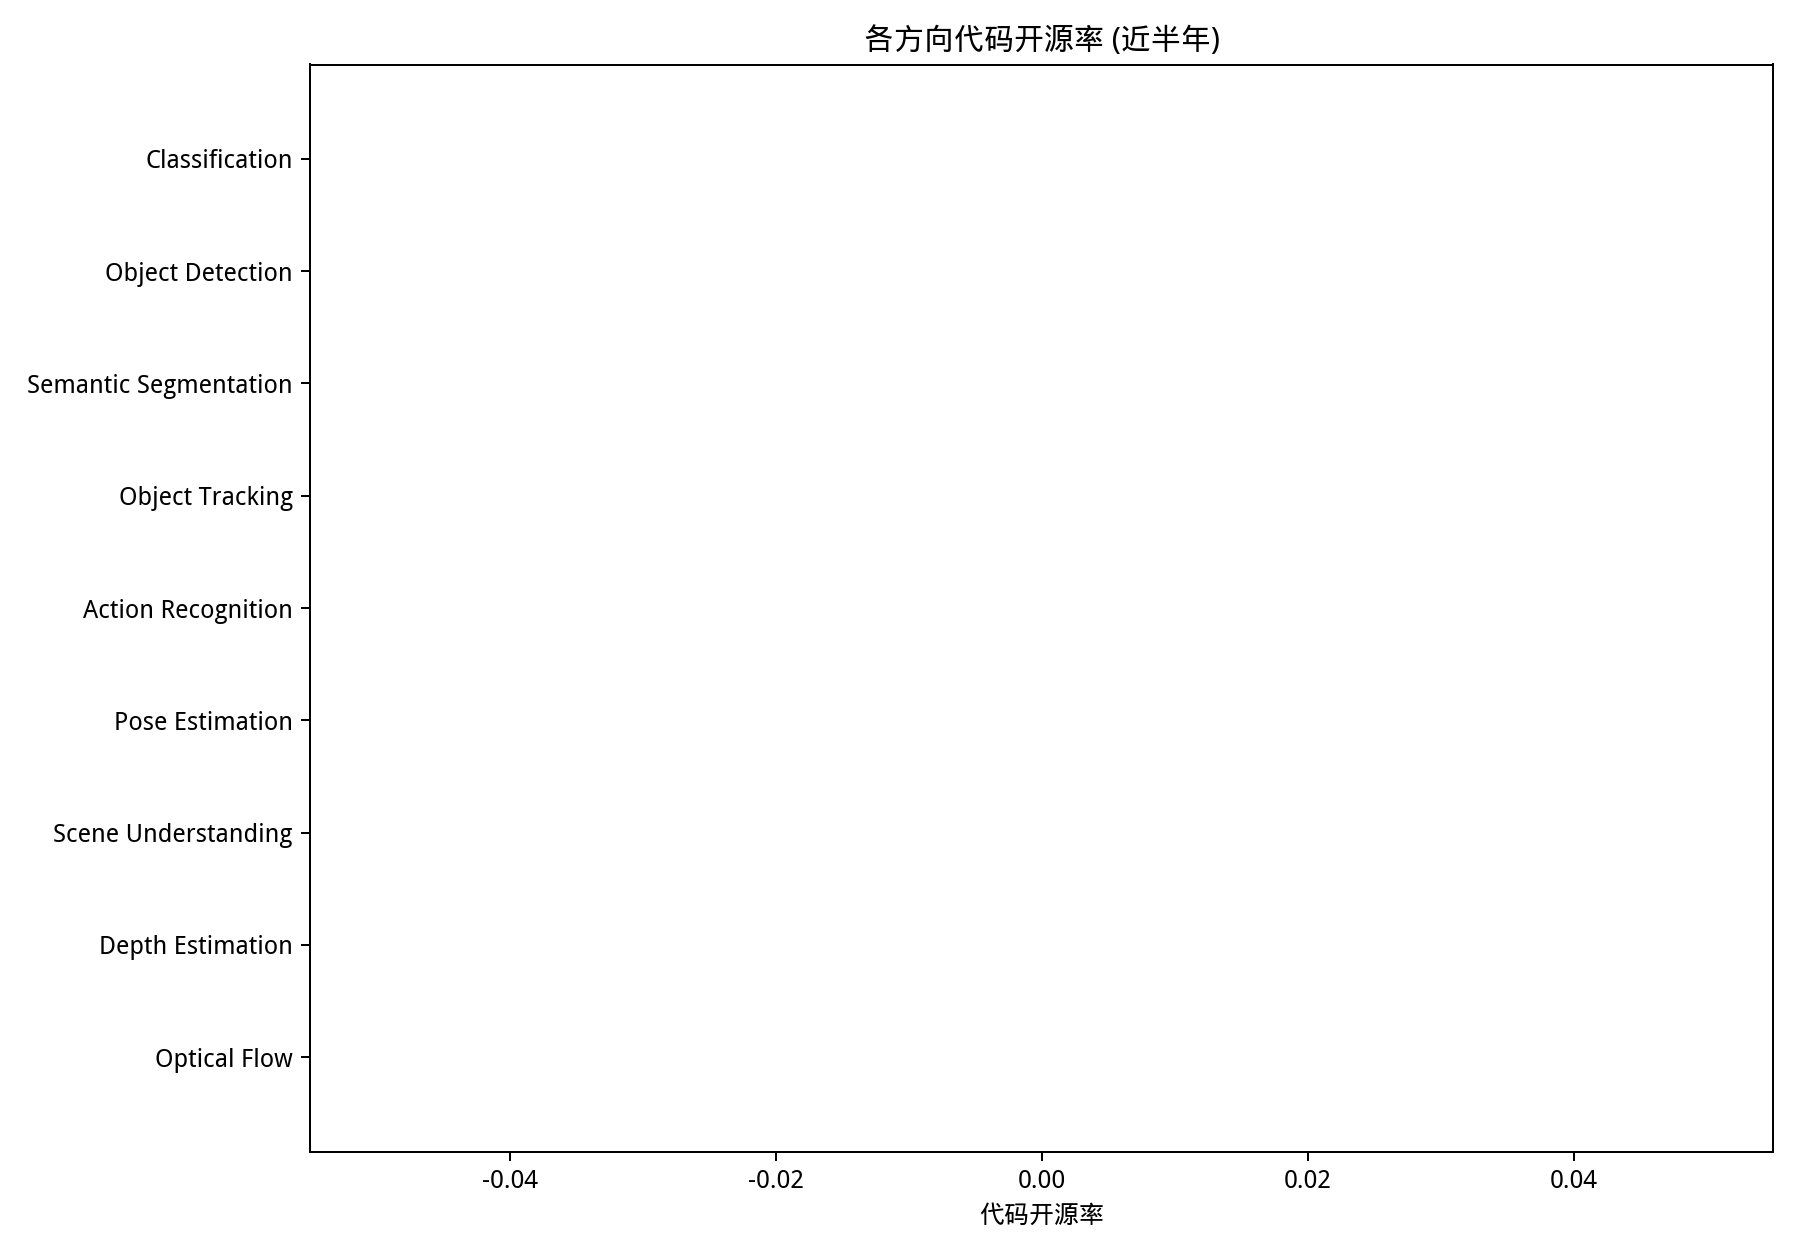 各方向代码开源率 (近半年)
Classification
Object Detection
Semantic Segmentation
Object Tracking
Action Recognition
Pose Estimation
Scene Understanding
Depth Estimation
Optical Flow
-0.04 -0.02 0.00 0.02 0.04
代码开源率